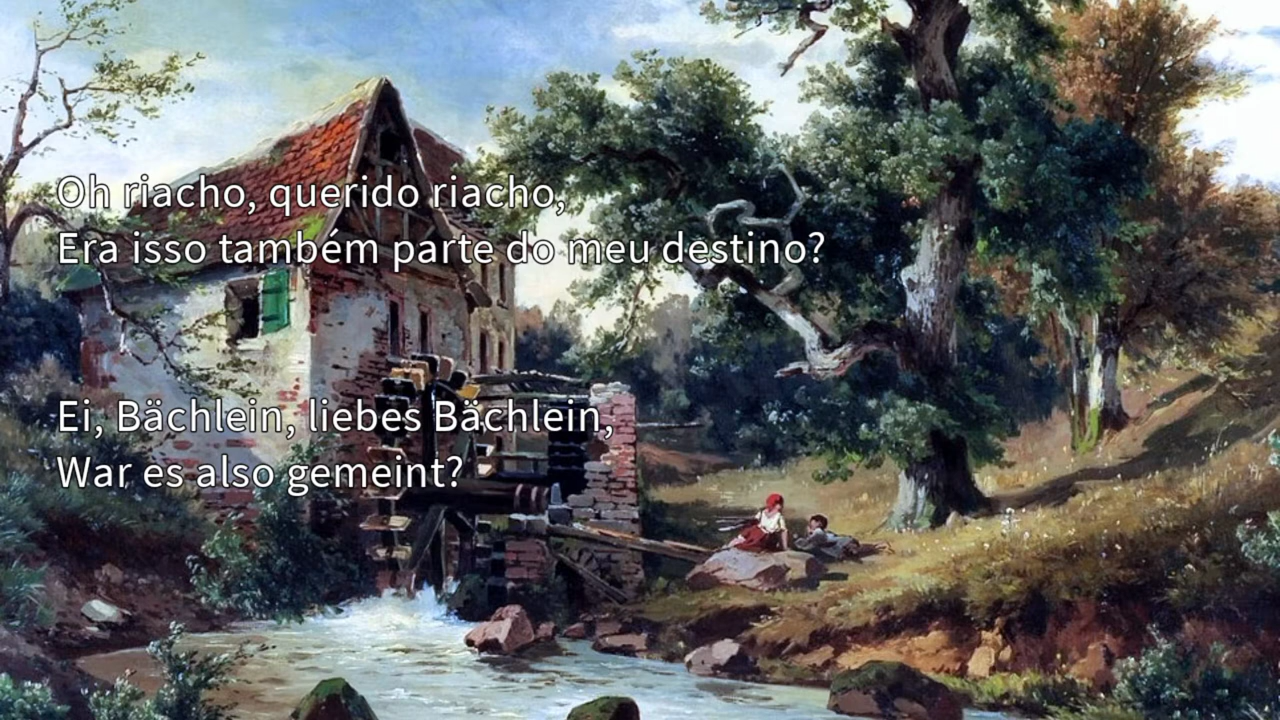 Oh riacho, querido riacho,
Era isso também parte do meu destino?
Ei, Bächlein, liebes Bächlein,
War es also gemeint?